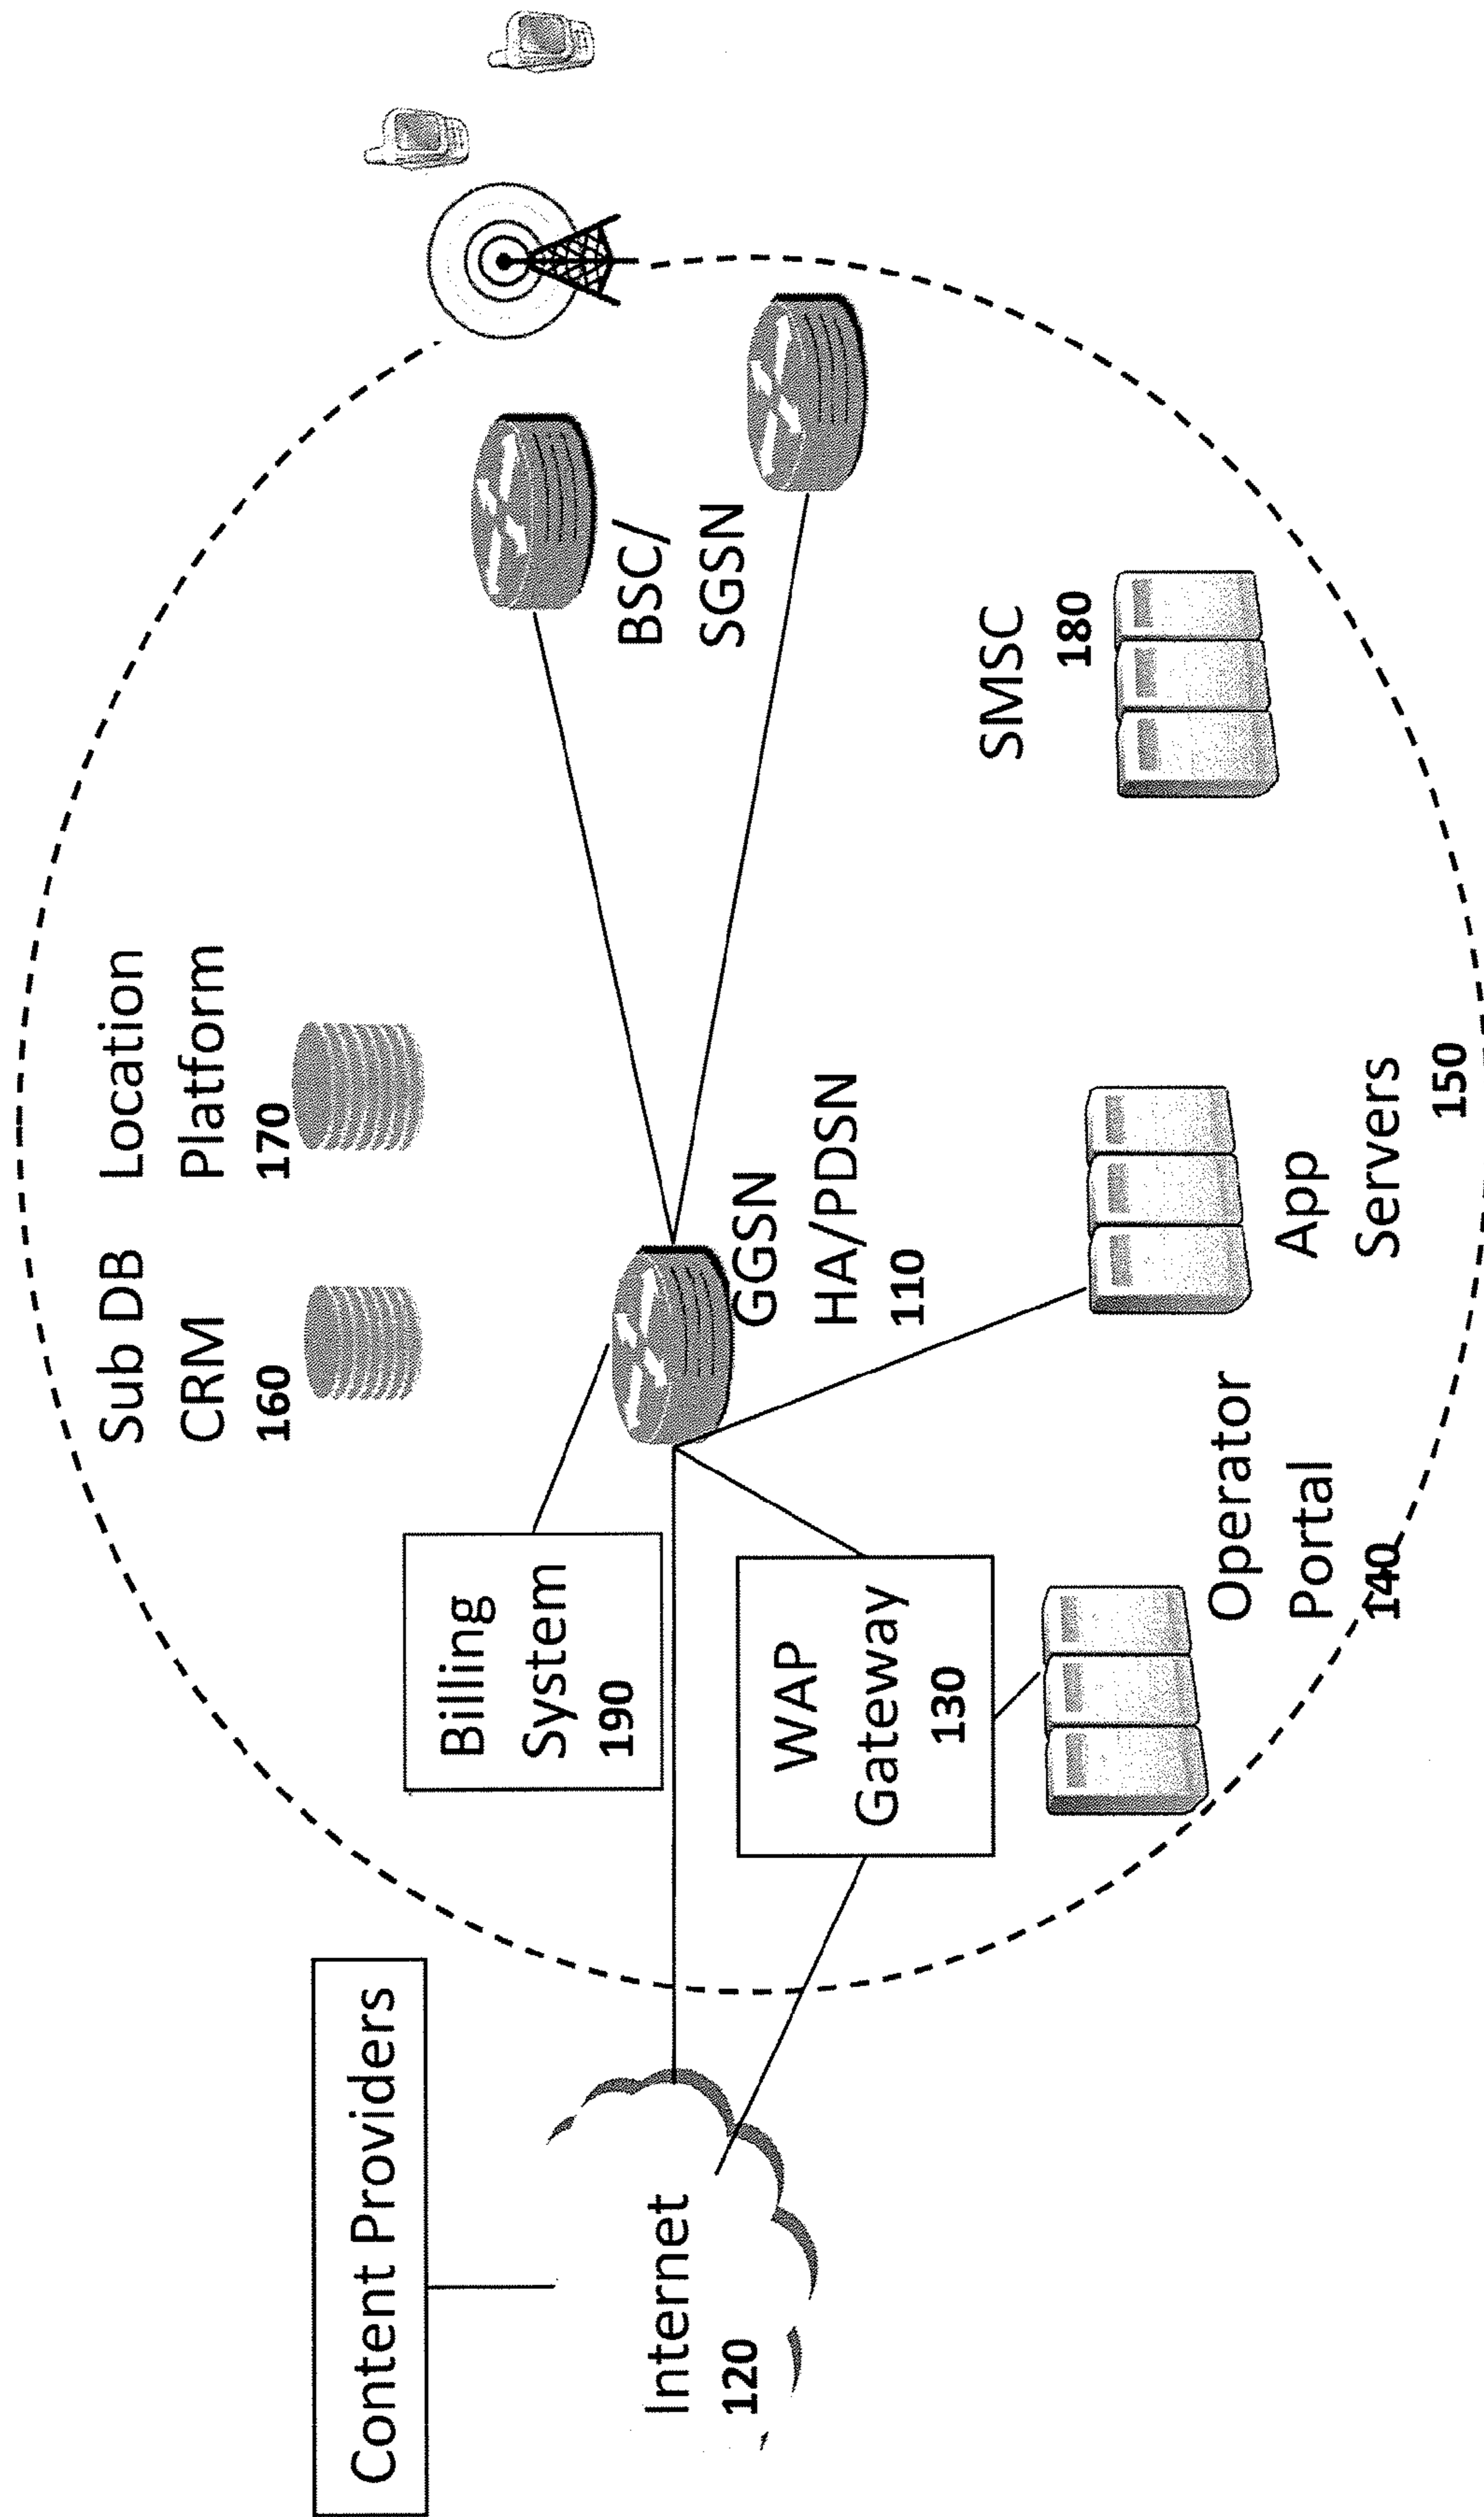 Content Providers
Internet
120
Billing
System
190
WAP
Gateway
130
Operator
Portal
140
Sub DB
CRM
160
Location
Platform
170
GGSN
HA/PDSN
110
App
Servers
150
BSC/
SGSN
SMSC
180